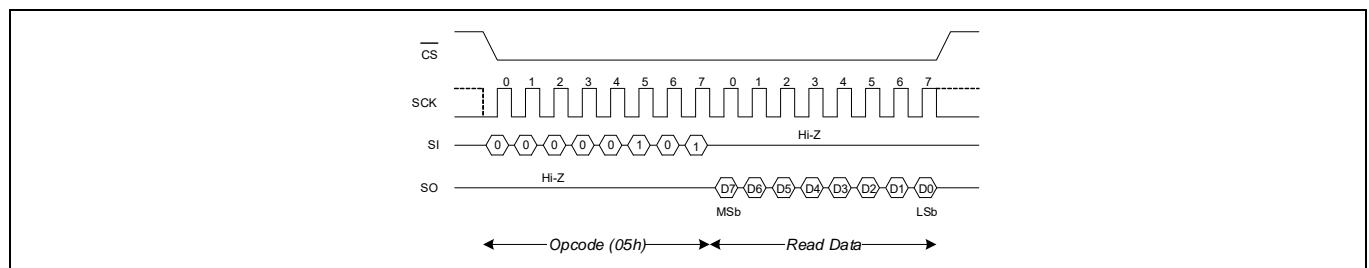 CS
0 1 2 3 4 5 6 7 0 1 2 3 4 5 6 7
SCK
Hi-Z
SI 0 0 0 0 0 1 0 1
Hi-Z
SO D7 D6 D5 D4 D3 D2 D1 D0
MSb LSb
Opcode (05h) Read Data